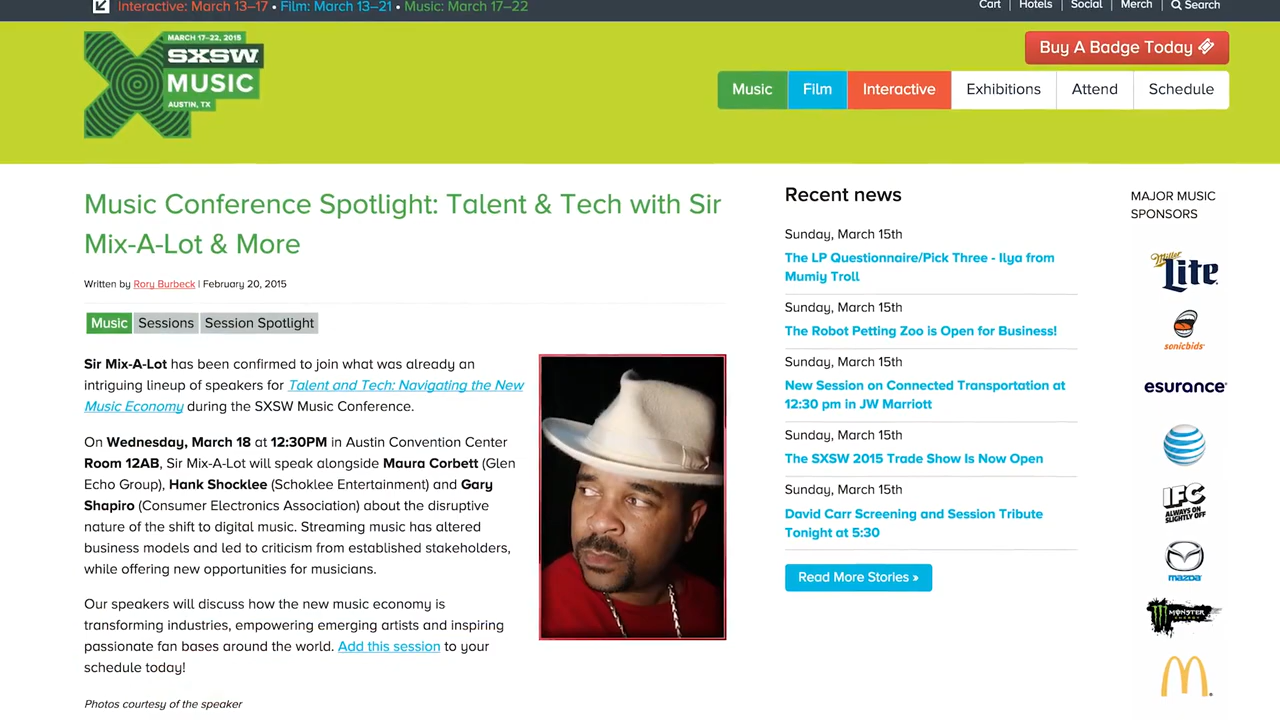 Interactive: March 13–17 • Film: March 13–21 • Music: March 17–22
Cart | Hotels | Social | Merch | Search
MARCH 17-22, 2015
SXSW.
MUSIC
AUSTIN, TX
Buy A Badge Today
Music Film Interactive Exhibitions Attend Schedule
Music Conference Spotlight: Talent & Tech with Sir
Mix-A-Lot & More
Written by Rory Burbeck | February 20, 2015
Music Sessions Session Spotlight
Sir Mix-A-Lot has been confirmed to join what was already an
intriguing lineup of speakers for Talent and Tech: Navigating the New
Music Economy during the SXSW Music Conference.
On Wednesday, March 18 at 12:30PM in Austin Convention Center
Room 12AB, Sir Mix-A-Lot will speak alongside Maura Corbett (Glen
Echo Group), Hank Shocklee (Schoklee Entertainment) and Gary
Shapiro (Consumer Electronics Association) about the disruptive
nature of the shift to digital music. Streaming music has altered
business models and led to criticism from established stakeholders,
while offering new opportunities for musicians.
Our speakers will discuss how the new music economy is
transforming industries, empowering emerging artists and inspiring
passionate fan bases around the world. Add this session to your
schedule today!
Photos courtesy of the speaker
Recent news
Sunday, March 15th
The LP Questionnaire/Pick Three - Ilya from
Mumiy Troll
Sunday, March 15th
The Robot Petting Zoo is Open for Business!
Sunday, March 15th
New Session on Connected Transportation at
12:30 pm in JW Marriott
Sunday, March 15th
The SXSW 2015 Trade Show Is Now Open
Sunday, March 15th
David Carr Screening and Session Tribute
Tonight at 5:30
Read More Stories »
MAJOR MUSIC
SPONSORS
Miller
Lite
sonicbids
esurance
IFC
ALWAYS ON
SLIGHTLY OFF
mazda
MONSTER
ENERGY